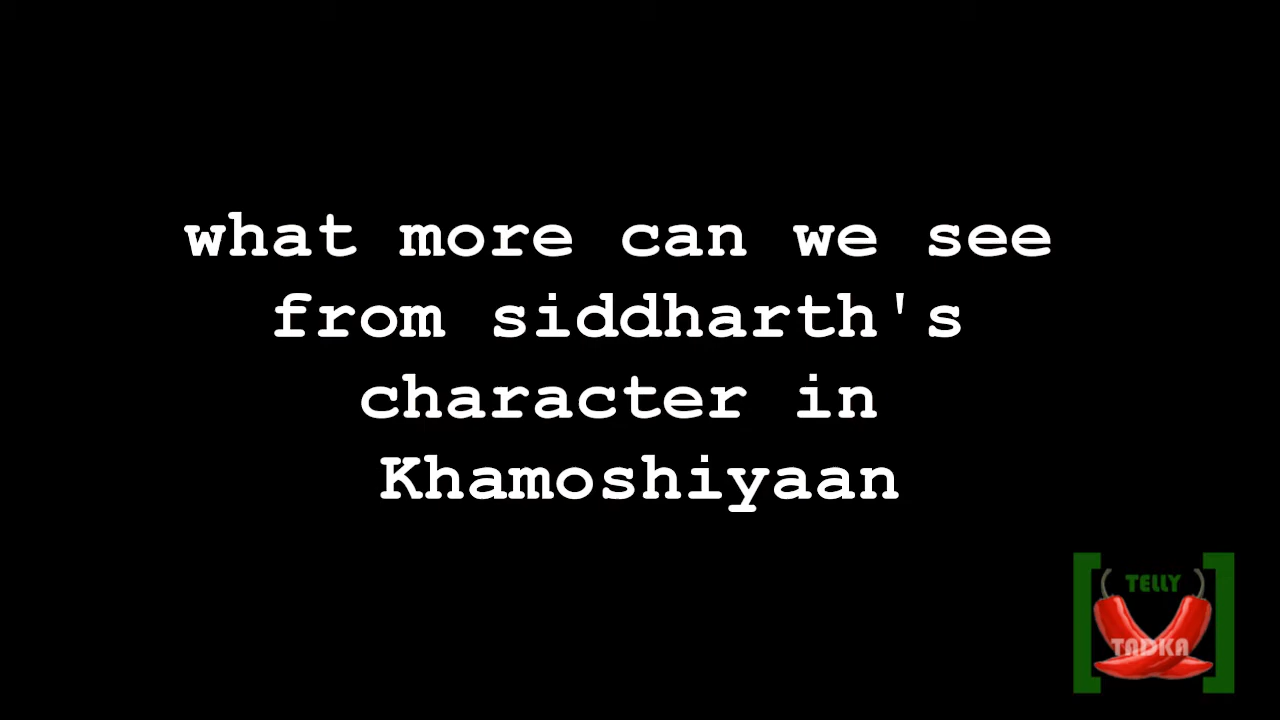 what more can we see
from siddharth's
character in
Khamoshiyaan
TELLY
TADKA